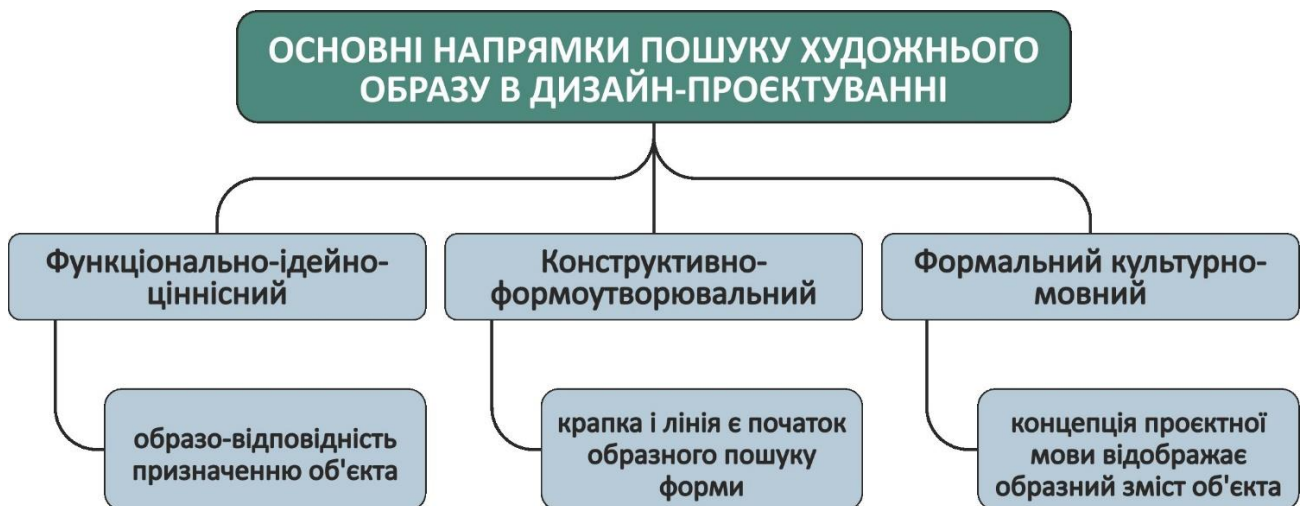 ОСНОВНІ НАПРЯМКИ ПОШУКУ ХУДОЖНЬОГО
ОБРАЗУ В ДИЗАЙН-ПРОЄКТУВАННІ
Функціонально-ідейно-
ціннісний
образо-відповідність
призначенню об'єкта
Конструктивно-
формоутворювальний
крапка і лінія є початок
образного пошуку
форми
Формальний культурно-
мовний
концепція проєктної
мови відображає
образний зміст об'єкта